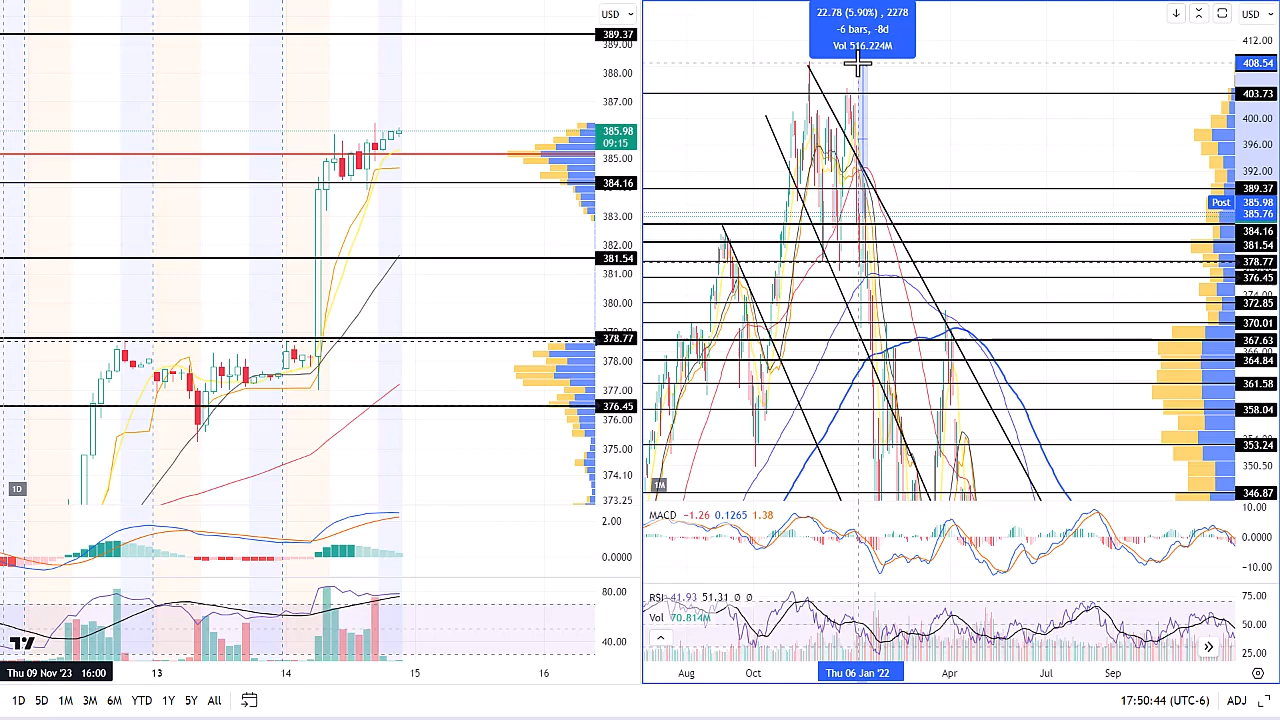 USD
389.37
389.00
388.00
387.00
385.98
09:15
385.00
384.16
383.00
382.00
381.54
381.00
380.00
378.77
378.00
377.00
376.45
376.00
375.00
374.10
373.25
1D
2.00
0.0000
80.00
40.00
Thu 09 Nov '23 16:00
13
14
15
16
22.78 (5.90%) , 2278
-6 bars, -8d
Vol 516.224M
USD
412.00
408.54
403.73
400.00
396.00
392.00
389.37
Post 385.98
385.76
384.16
381.54
378.77
376.45
374.00
372.85
370.01
367.63
364.84
361.58
358.04
353.24
350.50
346.87
1M
MACD −1.26 0.1265 1.38
10.00
0.0000
−10.00
RSI 41.93 51.31 0 0
Vol 70.814M
75.00
50.00
25.00
Aug
Oct
Thu 06 Jan '22
Apr
Jul
Sep
1D 5D 1M 3M 6M YTD 1Y 5Y All
17:50:44 (UTC-6) ADJ